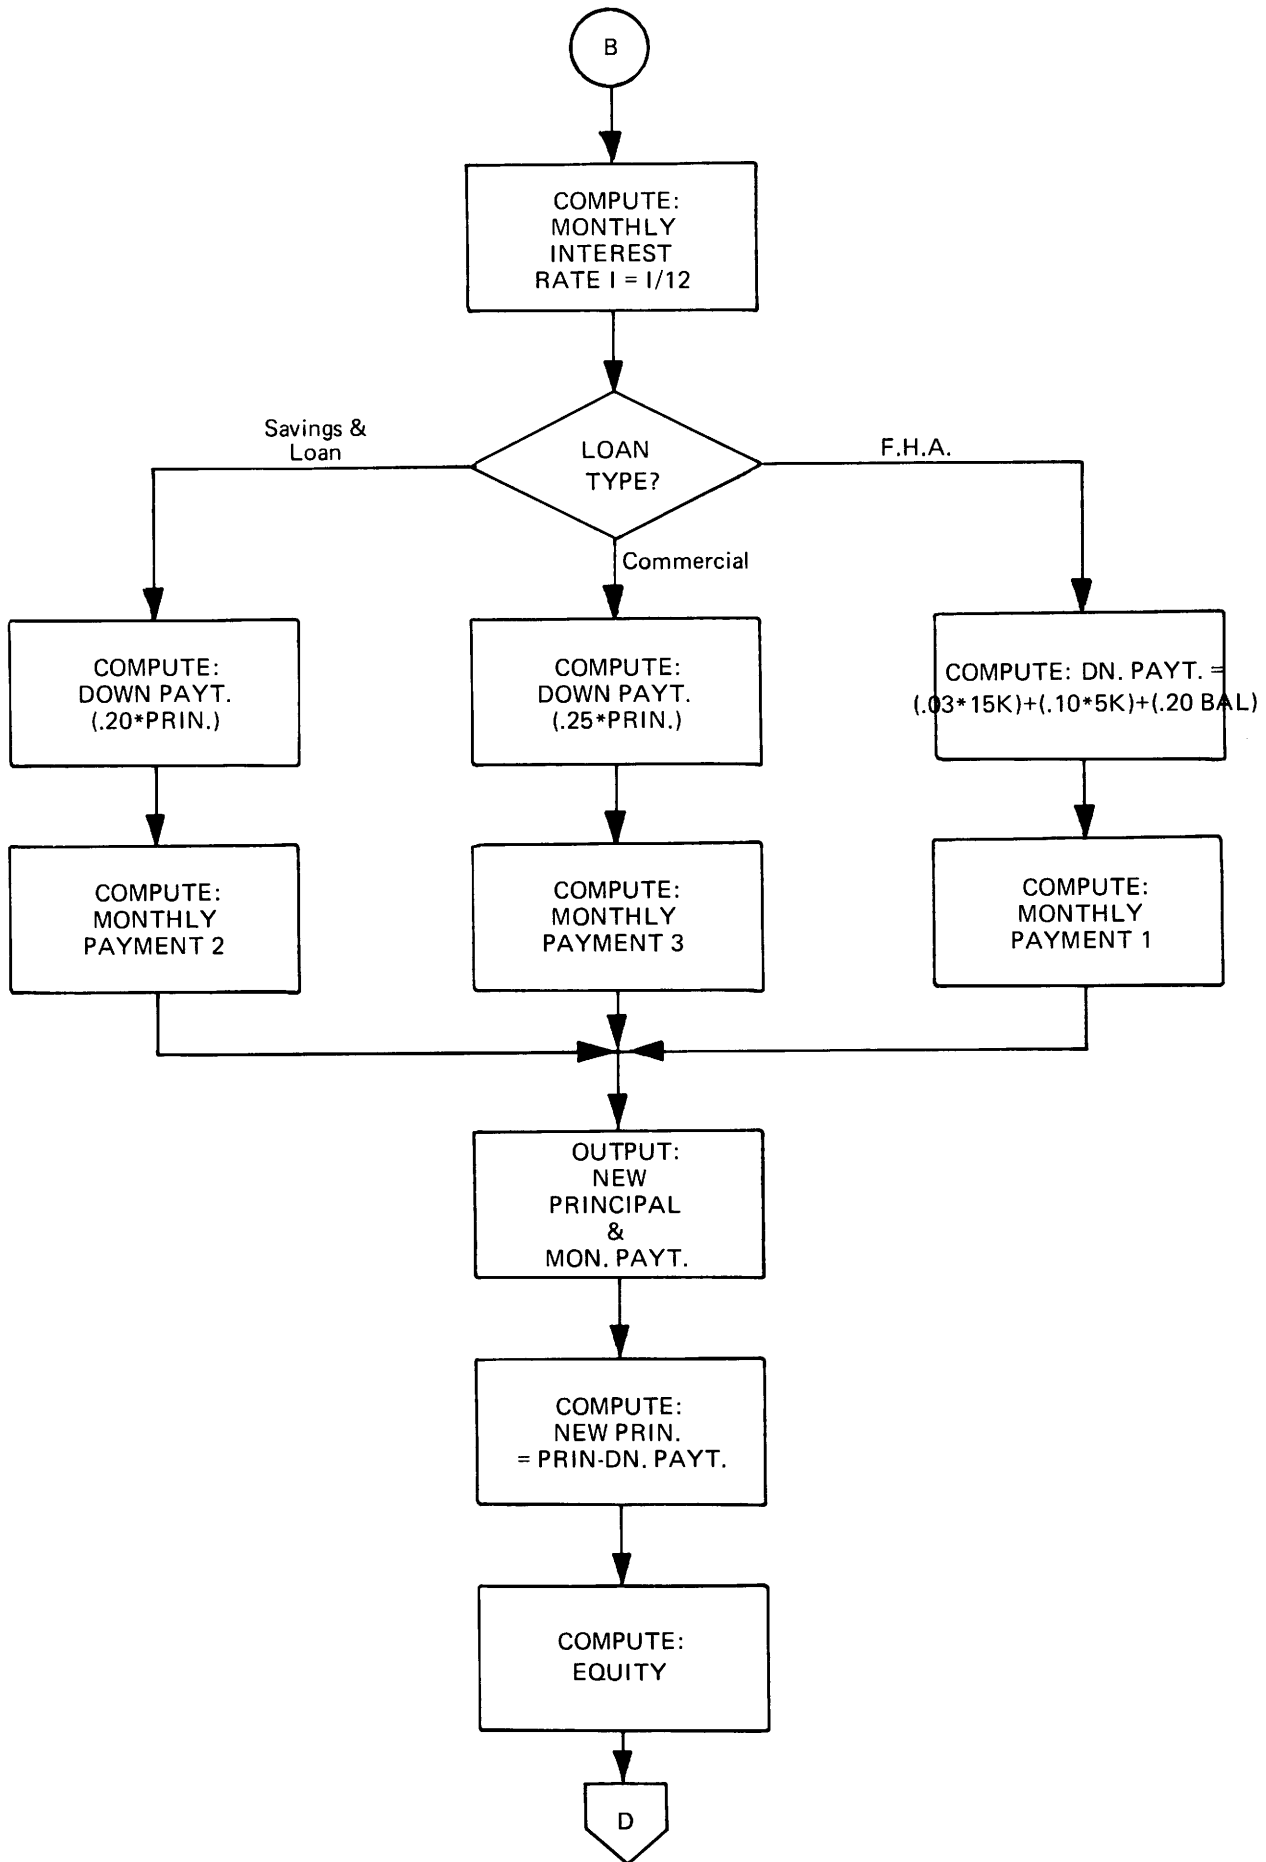 B
COMPUTE:
MONTHLY
INTEREST
RATE I = I/12
LOAN
TYPE?
Savings &
Loan
F.H.A.
Commercial
COMPUTE:
DOWN PAYT.
(.20*PRIN.)
COMPUTE:
DOWN PAYT.
(.25*PRIN.)
COMPUTE: DN. PAYT. =
(.03*15K)+(.10*5K)+(.20 BAL)
COMPUTE:
MONTHLY
PAYMENT 2
COMPUTE:
MONTHLY
PAYMENT 3
COMPUTE:
MONTHLY
PAYMENT 1
OUTPUT:
NEW
PRINCIPAL
&
MON. PAYT.
COMPUTE:
NEW PRIN.
= PRIN-DN. PAYT.
COMPUTE:
EQUITY
D